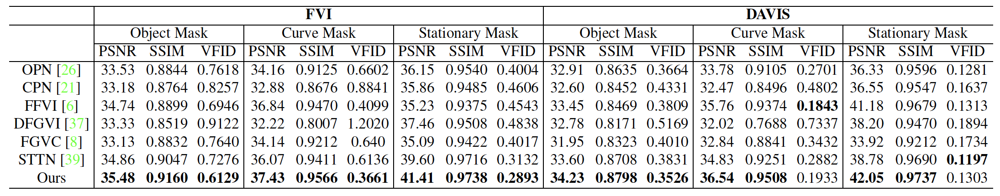 FVI DAVIS
Object Mask Curve Mask Stationary Mask Object Mask Curve Mask Stationary Mask
PSNR SSIM VFID PSNR SSIM VFID PSNR SSIM VFID PSNR SSIM VFID PSNR SSIM VFID PSNR SSIM VFID
OPN [26] 33.53 0.8844 0.7618 34.16 0.9125 0.6602 36.15 0.9540 0.4004 32.91 0.8635 0.3664 33.78 0.9105 0.2701 36.33 0.9596 0.1281
CPN [21] 33.18 0.8764 0.8257 32.88 0.8676 0.8841 35.86 0.9485 0.4606 32.60 0.8452 0.4331 32.47 0.8496 0.4802 36.55 0.9547 0.1637
FFVI [6] 34.74 0.8899 0.6946 36.84 0.9470 0.4099 35.23 0.9375 0.4543 33.45 0.8469 0.3809 35.76 0.9374 0.1843 41.18 0.9679 0.1313
DFGVI [37] 33.33 0.8519 0.9122 32.22 0.8007 1.2020 37.46 0.9508 0.4838 32.78 0.8171 0.5169 32.02 0.7688 0.7337 38.20 0.9470 0.1894
FGVC [8] 33.13 0.8832 0.7640 34.14 0.9212 0.640 35.09 0.9422 0.4017 31.95 0.8323 0.4010 32.84 0.8841 0.3432 33.92 0.9212 0.1734
STTN [39] 34.86 0.9047 0.7276 36.07 0.9411 0.6136 39.60 0.9716 0.3132 33.60 0.8708 0.3831 34.83 0.9251 0.2882 38.78 0.9690 0.1197
Ours 35.48 0.9160 0.6129 37.43 0.9566 0.3661 41.41 0.9738 0.2893 34.23 0.8798 0.3526 36.54 0.9508 0.1933 42.05 0.9737 0.1303